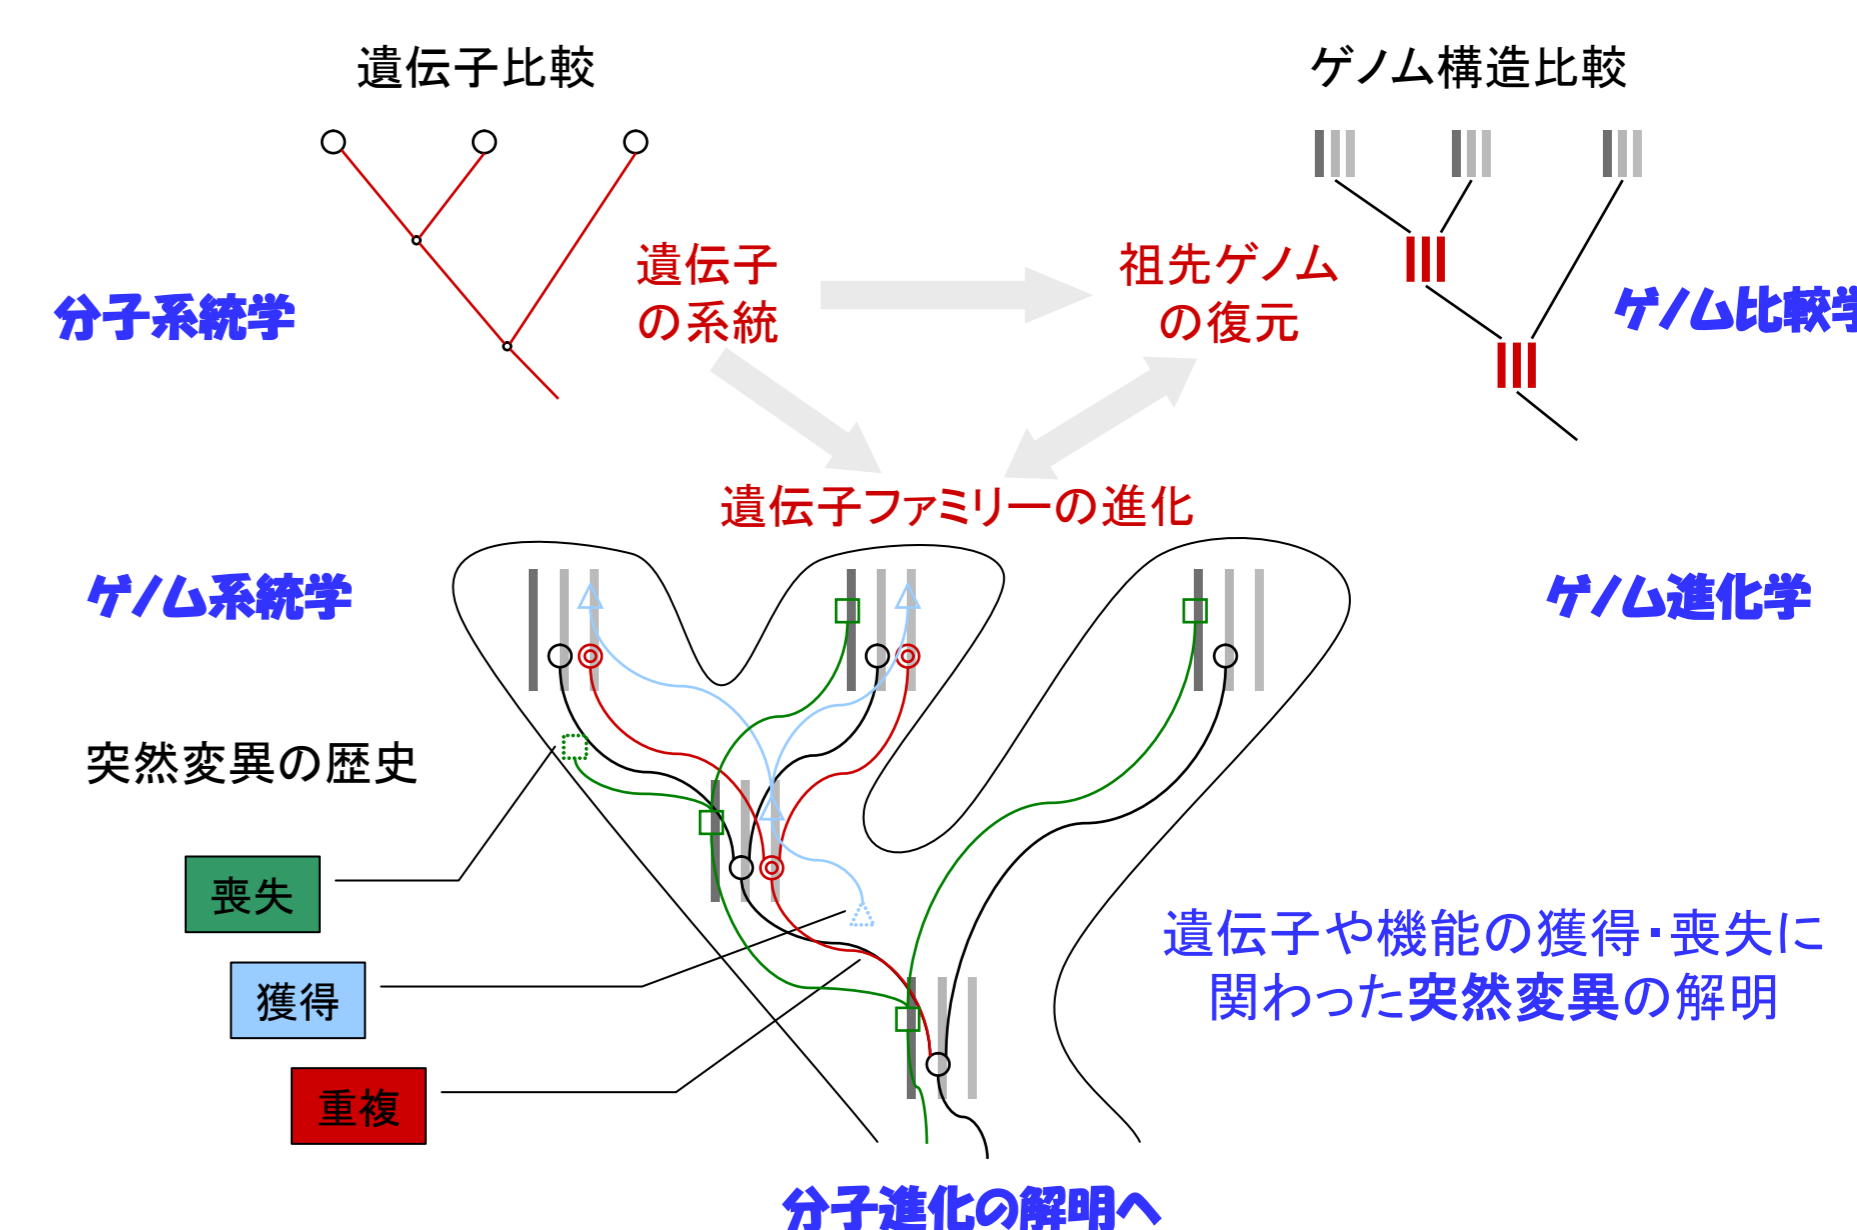 遺伝子比較
ゲノム構造比較
遺伝子
の系統
祖先ゲノム
の復元
分子系統学
ゲノム比較学
遺伝子ファミリーの進化
ゲノム系統学
ゲノム進化学
突然変異の歴史
喪失
獲得
重複
遺伝子や機能の獲得・喪失に
関わった突然変異の解明
分子進化の解明へ